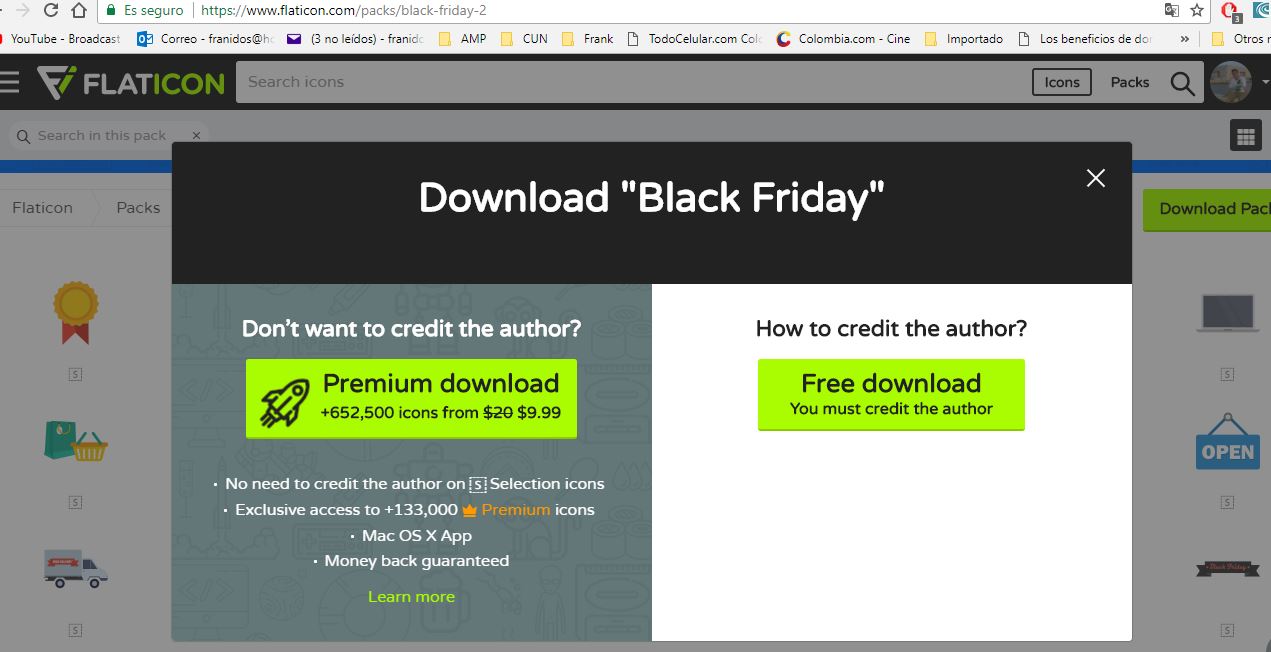 Es seguro
https://www.flaticon.com/packs/black-friday-2
3
YouTube - Broadcast
Correo - franidos@h
(3 no leídos) - franid
AMP
CUN
Frank
TodoCelular.com Col
Colombia.com - Cine
Importado
Los beneficios de do
»
Otros
FLATICON
Search icons
Icons
Packs
Search in this pack
×
Flaticon
Packs
Download Pac
Download "Black Friday"
Don't want to credit the author?
Premium download
+652,500 icons from $20 $9.99
· No need to credit the author on S Selection icons
· Exclusive access to +133,000 Premium icons
· Mac OS X App
· Money back guaranteed
Learn more
How to credit the author?
Free download
You must credit the author
S
S
S
S
OPEN
S
Black Friday
S